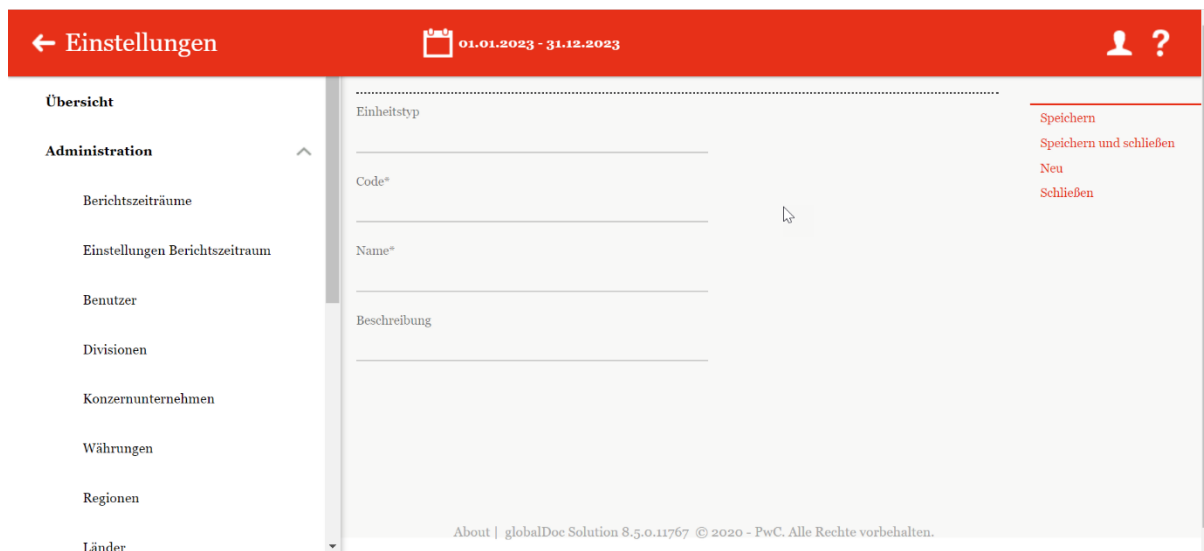 Einstellungen
01.01.2023 - 31.12.2023
?
Übersicht
Administration
Berichtszeiträume
Einstellungen Berichtszeitraum
Benutzer
Divisionen
Konzernunternehmen
Währungen
Regionen
Länder
Einheitstyp
Code*
Name*
Beschreibung
Speichern
Speichern und schließen
Neu
Schließen
About | globalDoc Solution 8.5.0.11767 © 2020 - PwC. Alle Rechte vorbehalten.